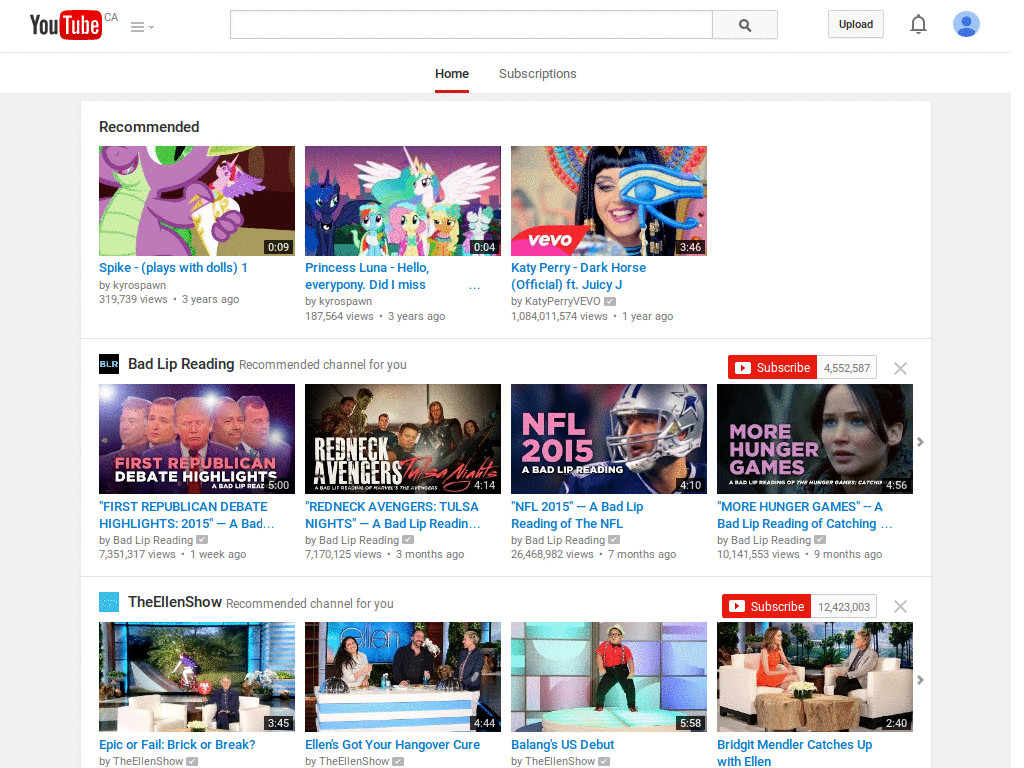 YouTube CA
Upload
Home Subscriptions
Recommended
0:09 0:04 vevo 3:46
Spike - (plays with dolls) 1
by kyrospawn
319,739 views • 3 years ago
Princess Luna - Hello,
everypony. Did I miss ...
by kyrospawn
187,564 views • 3 years ago
Katy Perry - Dark Horse
(Official) ft. Juicy J
by KatyPerryVEVO
1,084,011,574 views • 1 year ago
BLR Bad Lip Reading Recommended channel for you
Subscribe 4,552,587
FIRST REPUBLICAN
DEBATE HIGHLIGHTS
A BAD LIP READ
5:00
REDNECK
AVENGERS Tulsa Nights
A BAD LIP READING OF MARVEL'S THE AVENGERS
4:14
NFL
2015
A BAD LIP READING
4:10
MORE
HUNGER
GAMES
A BAD LIP READING OF THE HUNGER GAMES: CATCHIN
4:56
"FIRST REPUBLICAN DEBATE
HIGHLIGHTS: 2015" — A Bad...
by Bad Lip Reading
7,351,317 views • 1 week ago
"REDNECK AVENGERS: TULSA
NIGHTS" — A Bad Lip Readin...
by Bad Lip Reading
7,170,125 views • 3 months ago
"NFL 2015" — A Bad Lip
Reading of The NFL
by Bad Lip Reading
26,468,982 views • 7 months ago
"MORE HUNGER GAMES" -- A
Bad Lip Reading of Catching ...
by Bad Lip Reading
10,141,553 views • 9 months ago
TheEllenShow Recommended channel for you
Subscribe 12,423,003
3:45 ellen 4:44 5:58 2:40
Epic or Fail: Brick or Break?
by TheEllenShow
Ellen's Got Your Hangover Cure
by TheEllenShow
Balang's US Debut
by TheEllenShow
Bridgit Mendler Catches Up
with Ellen